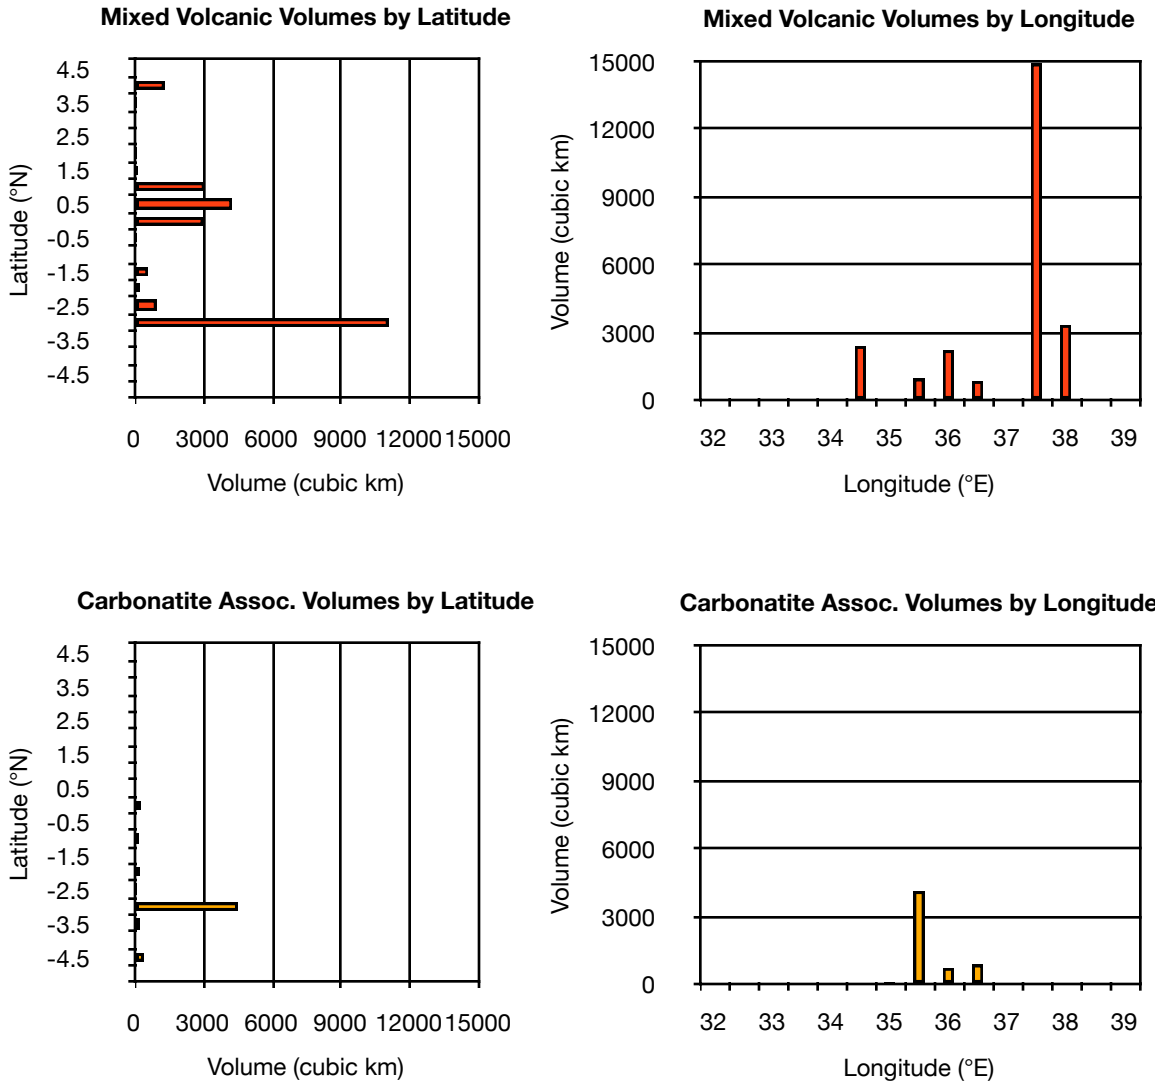 Mixed Volcanic Volumes by Latitude
4.5
3.5
2.5
1.5
0.5
-0.5
-1.5
-2.5
-3.5
-4.5
Latitude (°N)
0 3000 6000 9000 12000 15000
Volume (cubic km)
Mixed Volcanic Volumes by Longitude
15000
12000
9000
6000
3000
0
Volume (cubic km)
32 33 34 35 36 37 38 39
Longitude (°E)
Carbonatite Assoc. Volumes by Latitude
4.5
3.5
2.5
1.5
0.5
-0.5
-1.5
-2.5
-3.5
-4.5
Latitude (°N)
0 3000 6000 9000 12000 15000
Volume (cubic km)
Carbonatite Assoc. Volumes by Longitude
15000
12000
9000
6000
3000
0
Volume (cubic km)
32 33 34 35 36 37 38 39
Longitude (°E)